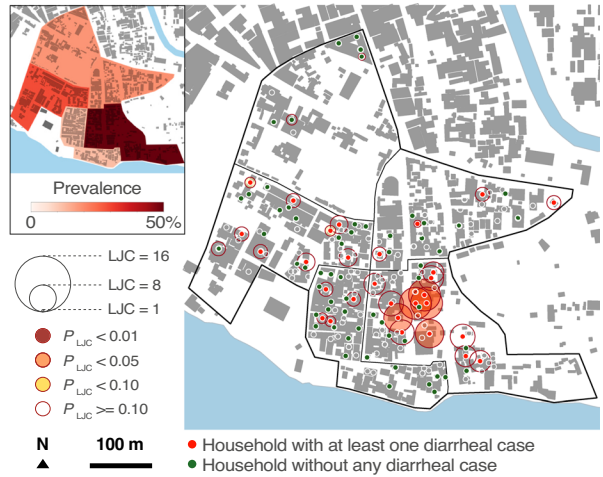 Prevalence
0 50%
LJC = 16
LJC = 8
LJC = 1
P LJC < 0.01
P LJC < 0.05
P LJC < 0.10
P LJC >= 0.10
N 100 m
Household with at least one diarrheal case
Household without any diarrheal case